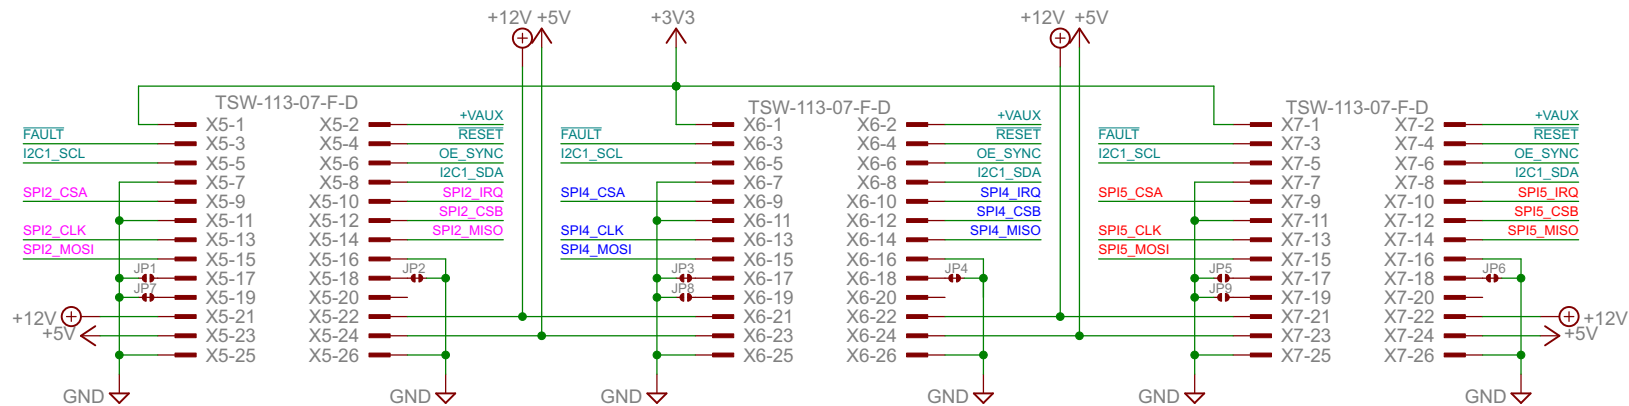 +12V +5V
+3V3
+12V +5V
TSW-113-07-F-D
TSW-113-07-F-D
TSW-113-07-F-D
X5-1 X5-2 +VAUX X6-1 X6-2 +VAUX X7-1 X7-2 +VAUX
FAULT X5-3 X5-4 RESET FAULT X6-3 X6-4 RESET FAULT X7-3 X7-4 RESET
I2C1_SCL X5-5 X5-6 OE_SYNC I2C1_SCL X6-5 X6-6 OE_SYNC I2C1_SCL X7-5 X7-6 OE_SYNC
X5-7 X5-8 I2C1_SDA X6-7 X6-8 I2C1_SDA X7-7 X7-8 I2C1_SDA
SPI2_CSA X5-9 X5-10 SPI2_IRQ SPI4_CSA X6-9 X6-10 SPI4_IRQ SPI5_CSA X7-9 X7-10 SPI5_IRQ
X5-11 X5-12 SPI2_CSB X6-11 X6-12 SPI4_CSB X7-11 X7-12 SPI5_CSB
SPI2_CLK X5-13 X5-14 SPI2_MISO SPI4_CLK X6-13 X6-14 SPI4_MISO SPI5_CLK X7-13 X7-14 SPI5_MISO
SPI2_MOSI X5-15 X5-16 SPI4_MOSI X6-15 X6-16 SPI5_MOSI X7-15 X7-16
JP1 X5-17 X5-18 JP2 JP3 X6-17 X6-18 JP4 JP5 X7-17 X7-18 JP6
JP7 X5-19 X5-20 JP8 X6-19 X6-20 JP9 X7-19 X7-20
+12V X5-21 X5-22 X6-21 X6-22 X7-21 X7-22 +12V
+5V X5-23 X5-24 X6-23 X6-24 X7-23 X7-24 +5V
X5-25 X5-26 X6-25 X6-26 X7-25 X7-26
GND GND GND GND GND GND